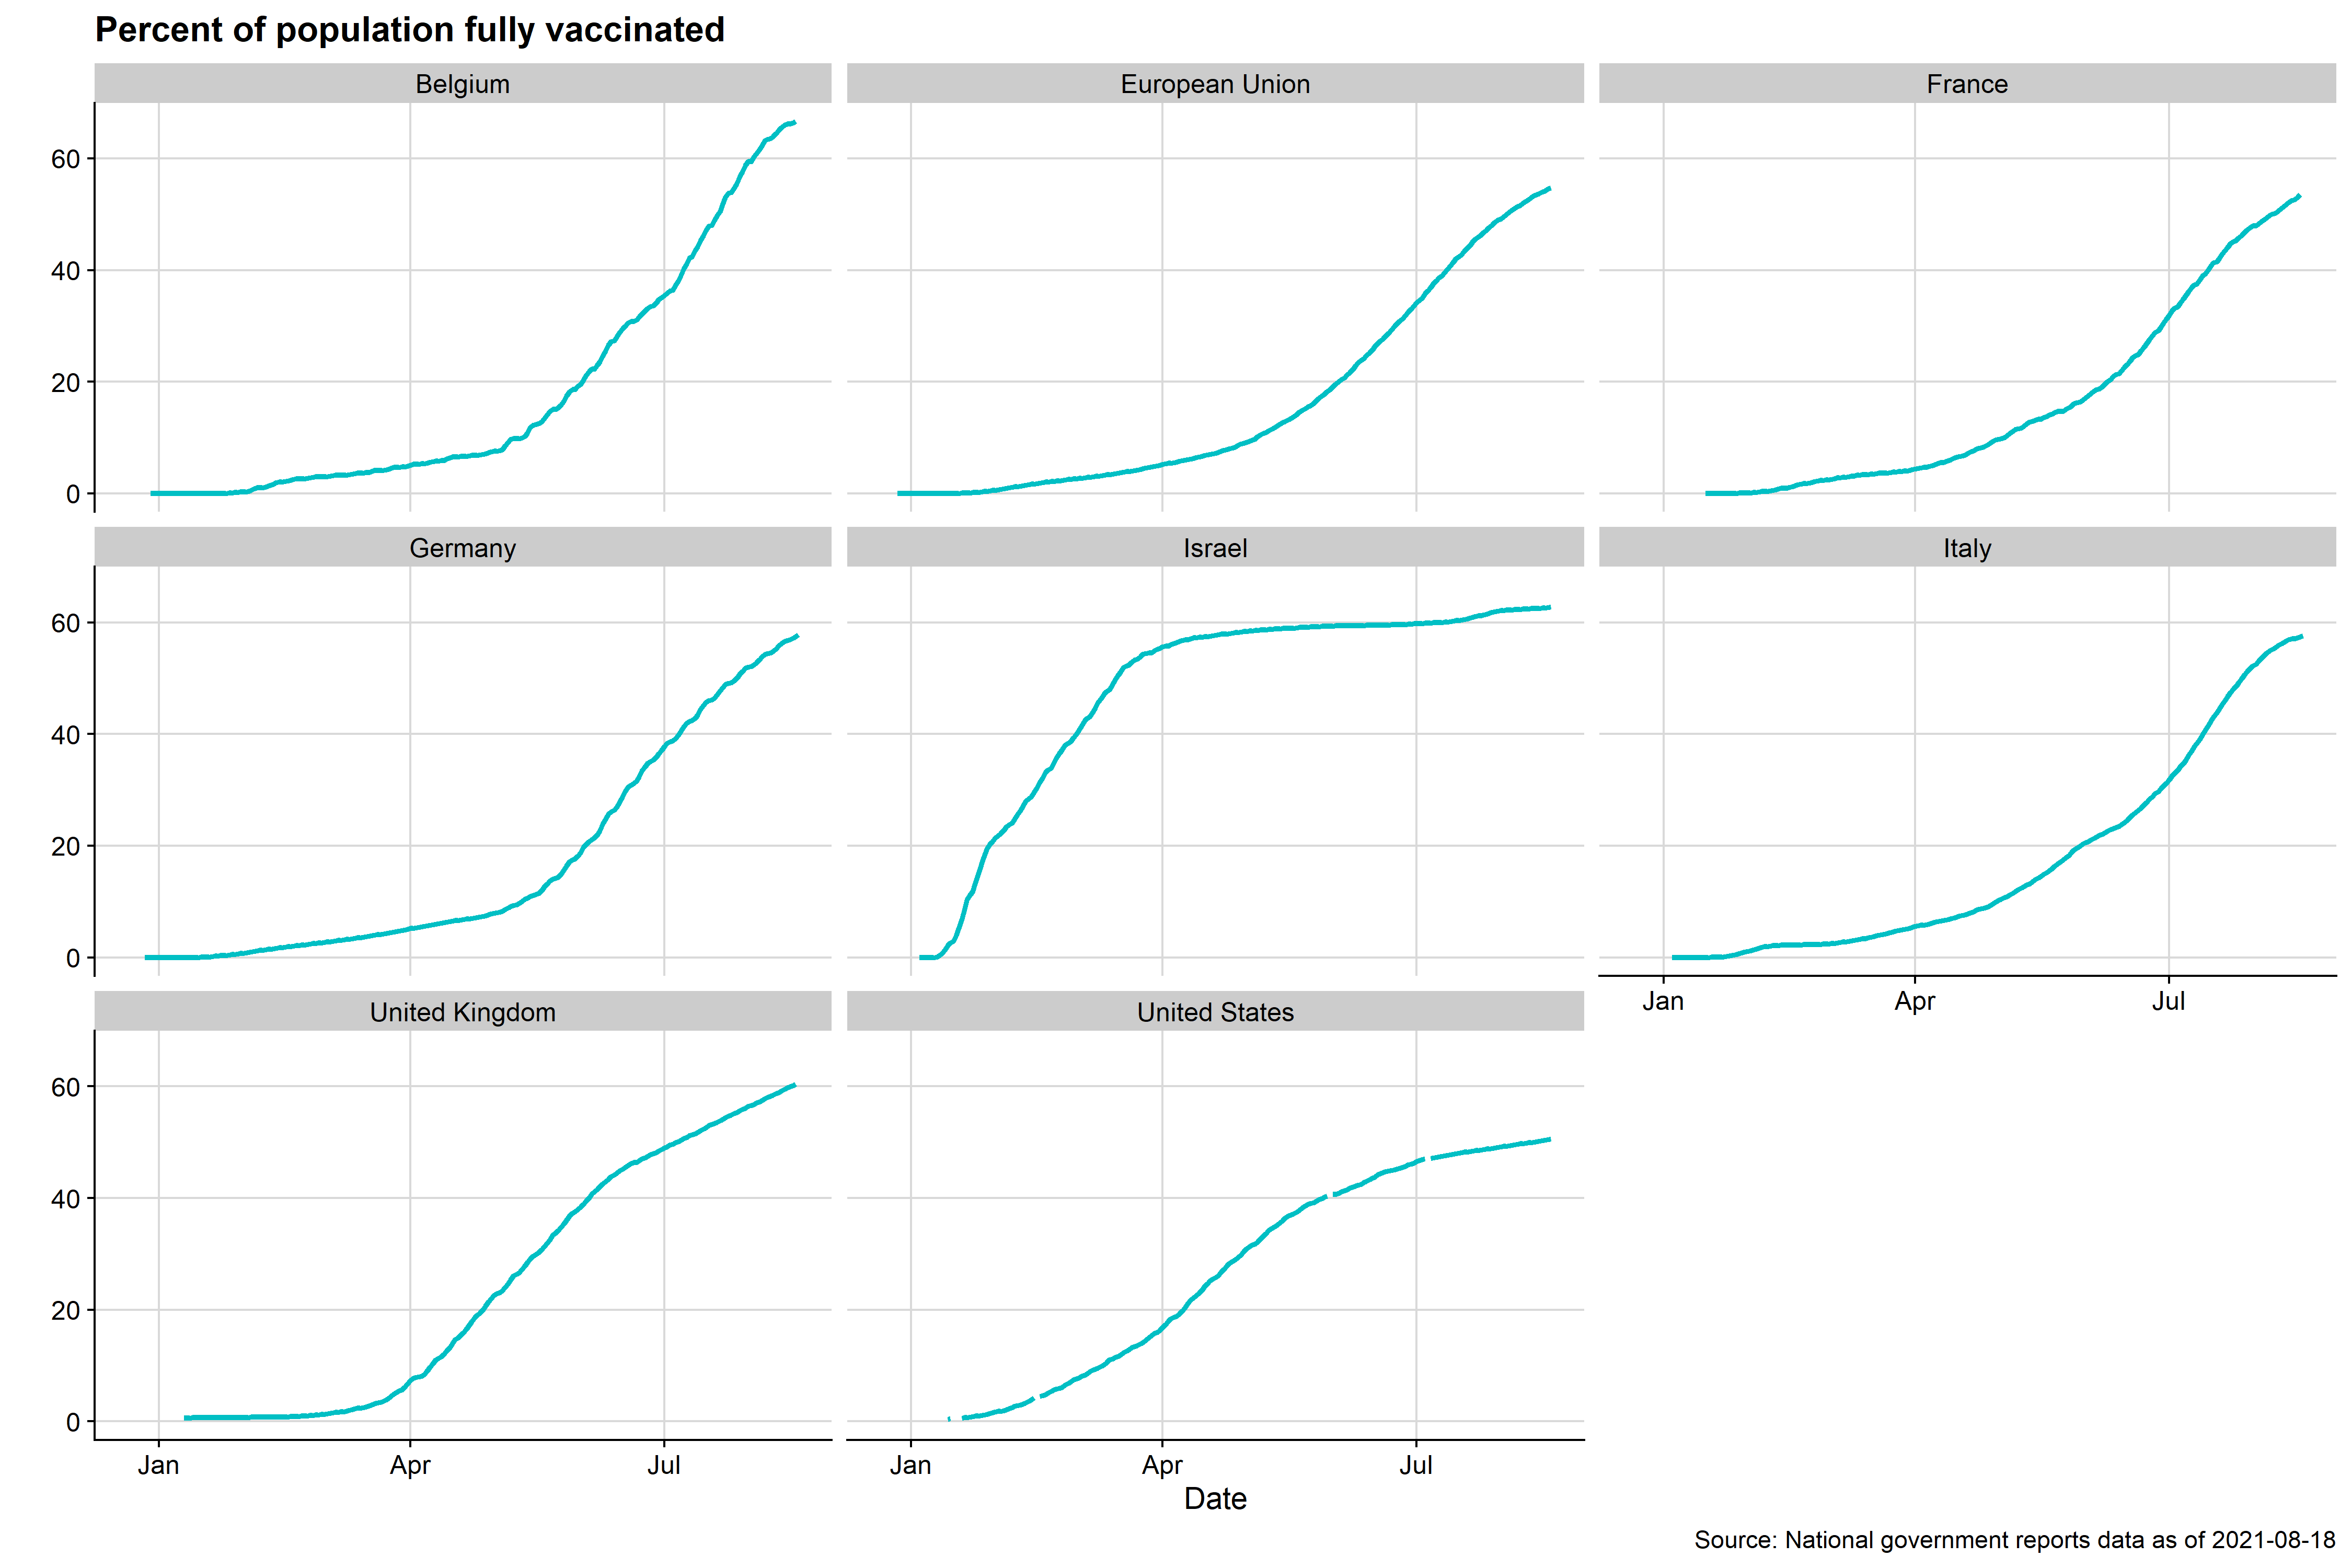 Percent of population fully vaccinated
Belgium
European Union
France
60
40
20
0
Germany
Israel
Italy
60
40
20
0
Jan
Apr
Jul
United Kingdom
United States
60
40
20
0
Jan
Apr
Jul
Jan
Apr
Jul
Date
Source: National government reports data as of 2021-08-18